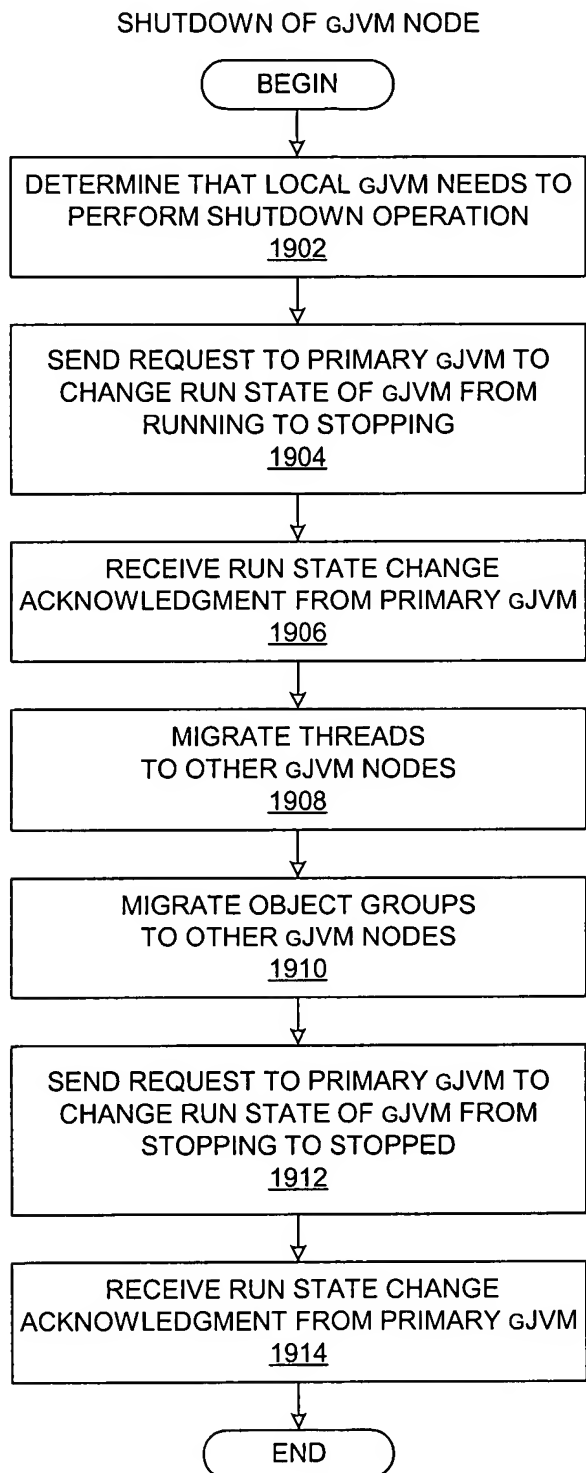 SHUTDOWN OF GJVM NODE
BEGIN
DETERMINE THAT LOCAL GJVM NEEDS TO
PERFORM SHUTDOWN OPERATION
1902
SEND REQUEST TO PRIMARY GJVM TO
CHANGE RUN STATE OF GJVM FROM
RUNNING TO STOPPING
1904
RECEIVE RUN STATE CHANGE
ACKNOWLEDGMENT FROM PRIMARY GJVM
1906
MIGRATE THREADS
TO OTHER GJVM NODES
1908
MIGRATE OBJECT GROUPS
TO OTHER GJVM NODES
1910
SEND REQUEST TO PRIMARY GJVM TO
CHANGE RUN STATE OF GJVM FROM
STOPPING TO STOPPED
1912
RECEIVE RUN STATE CHANGE
ACKNOWLEDGMENT FROM PRIMARY GJVM
1914
END